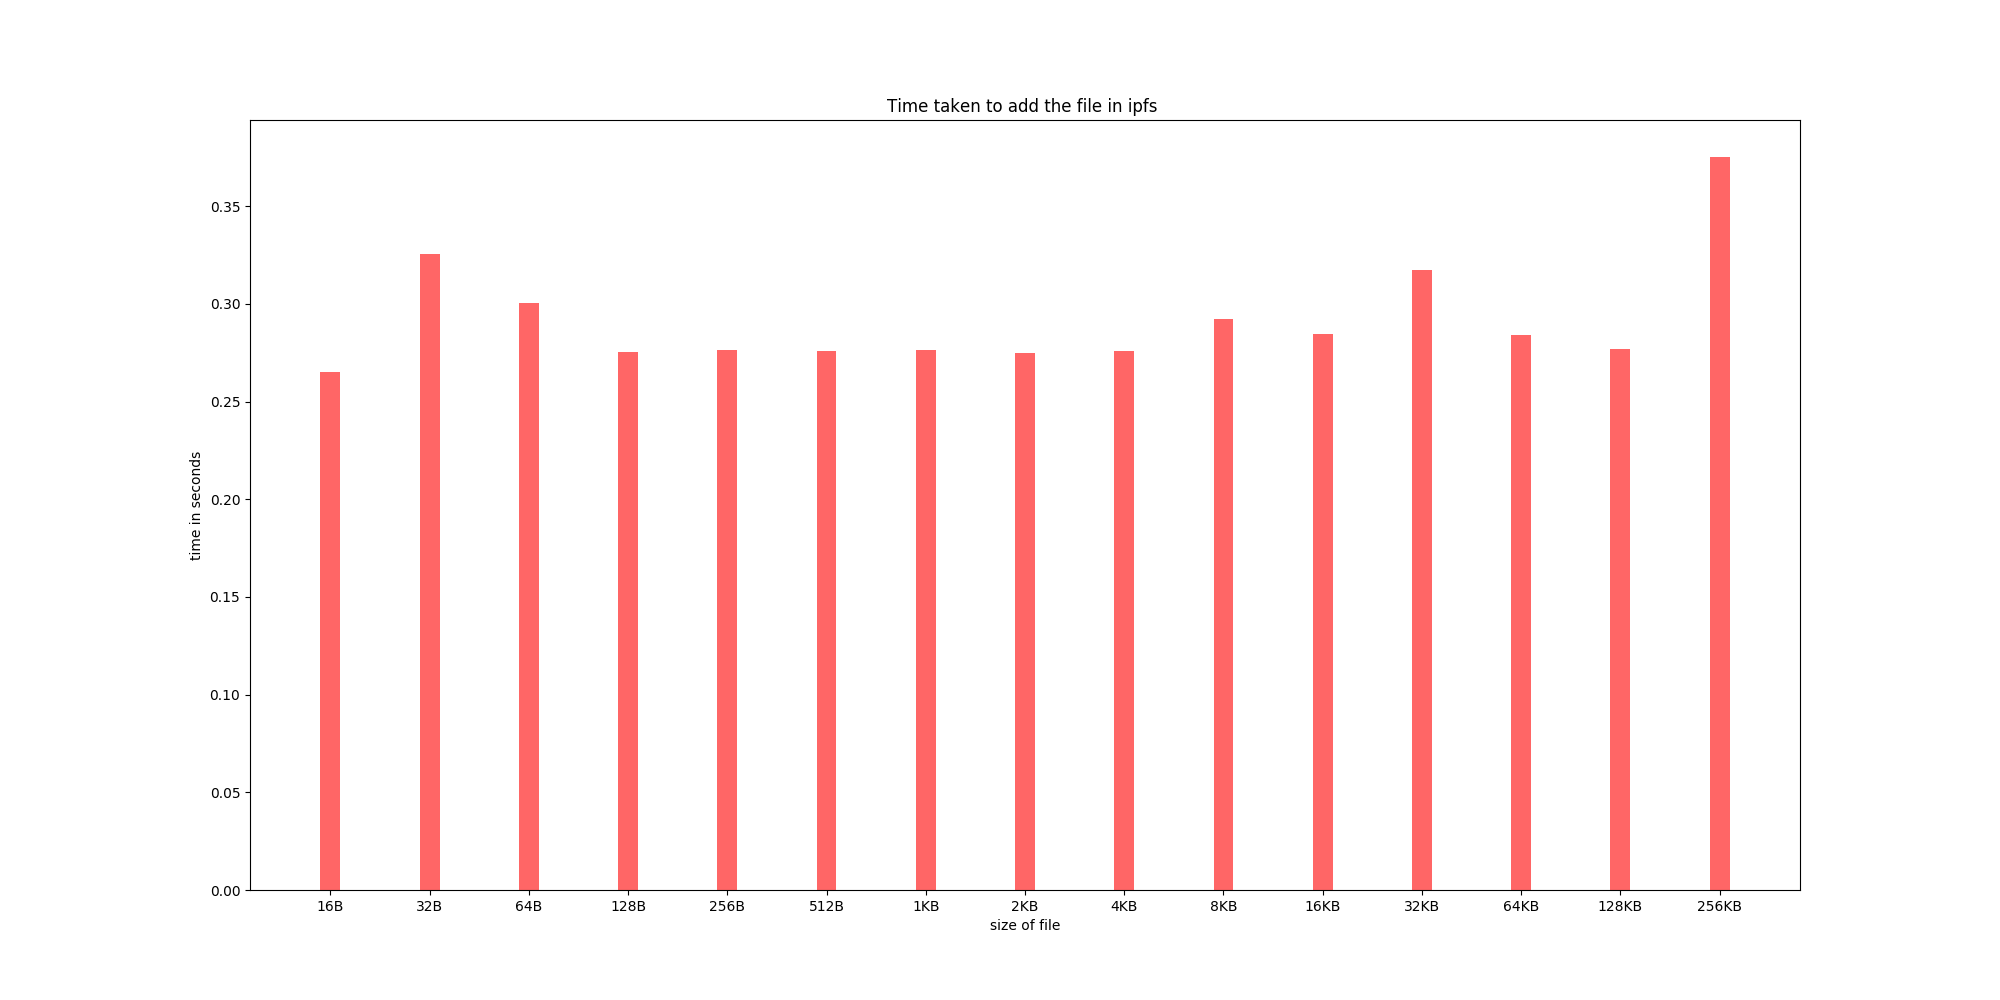 Time taken to add the file in ipfs
0.35
0.30
0.25
0.20
0.15
0.10
0.05
0.00
time in seconds
16B 32B 64B 128B 256B 512B 1KB 2KB 4KB 8KB 16KB 32KB 64KB 128KB 256KB
size of file